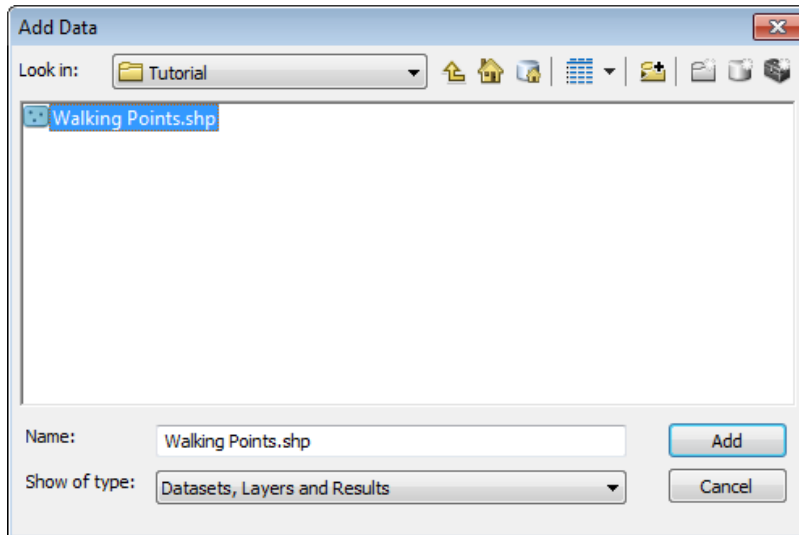 Add Data
Look in: Tutorial
Walking Points.shp
Name: Walking Points.shp Add
Show of type: Datasets, Layers and Results Cancel